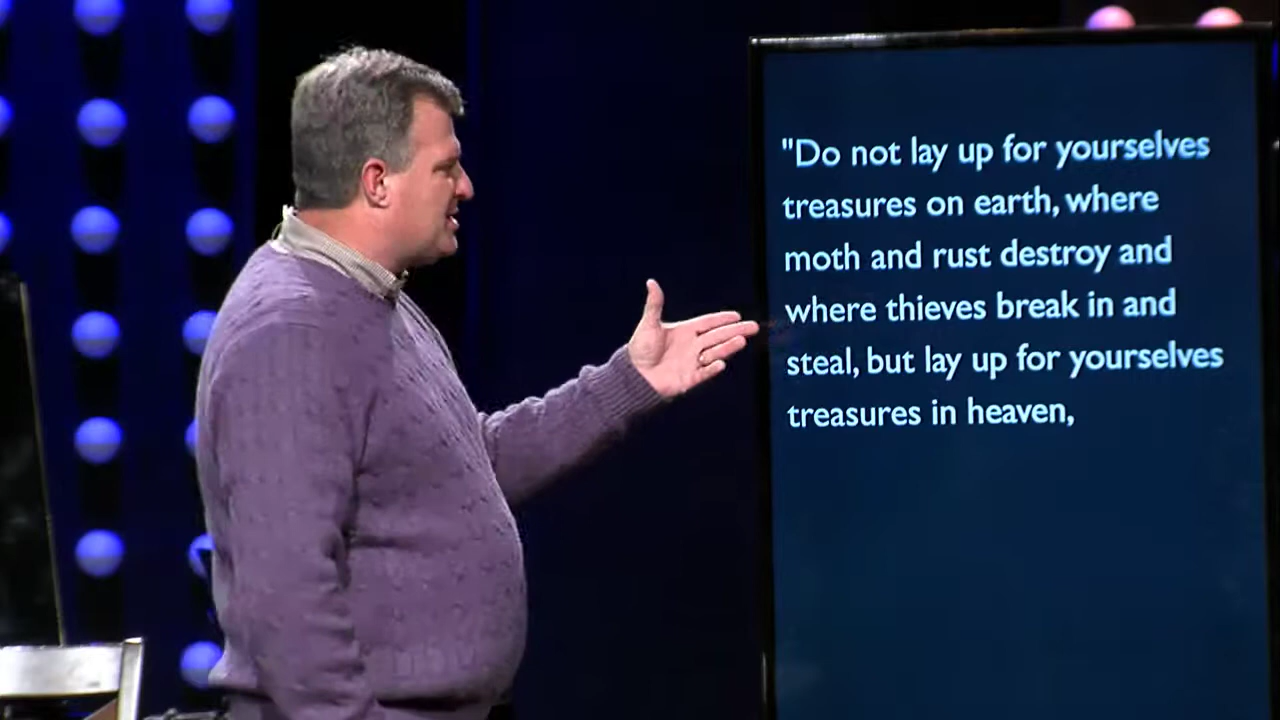 "Do not lay up for yourselves
treasures on earth, where
moth and rust destroy and
where thieves break in and
steal, but lay up for yourselves
treasures in heaven,